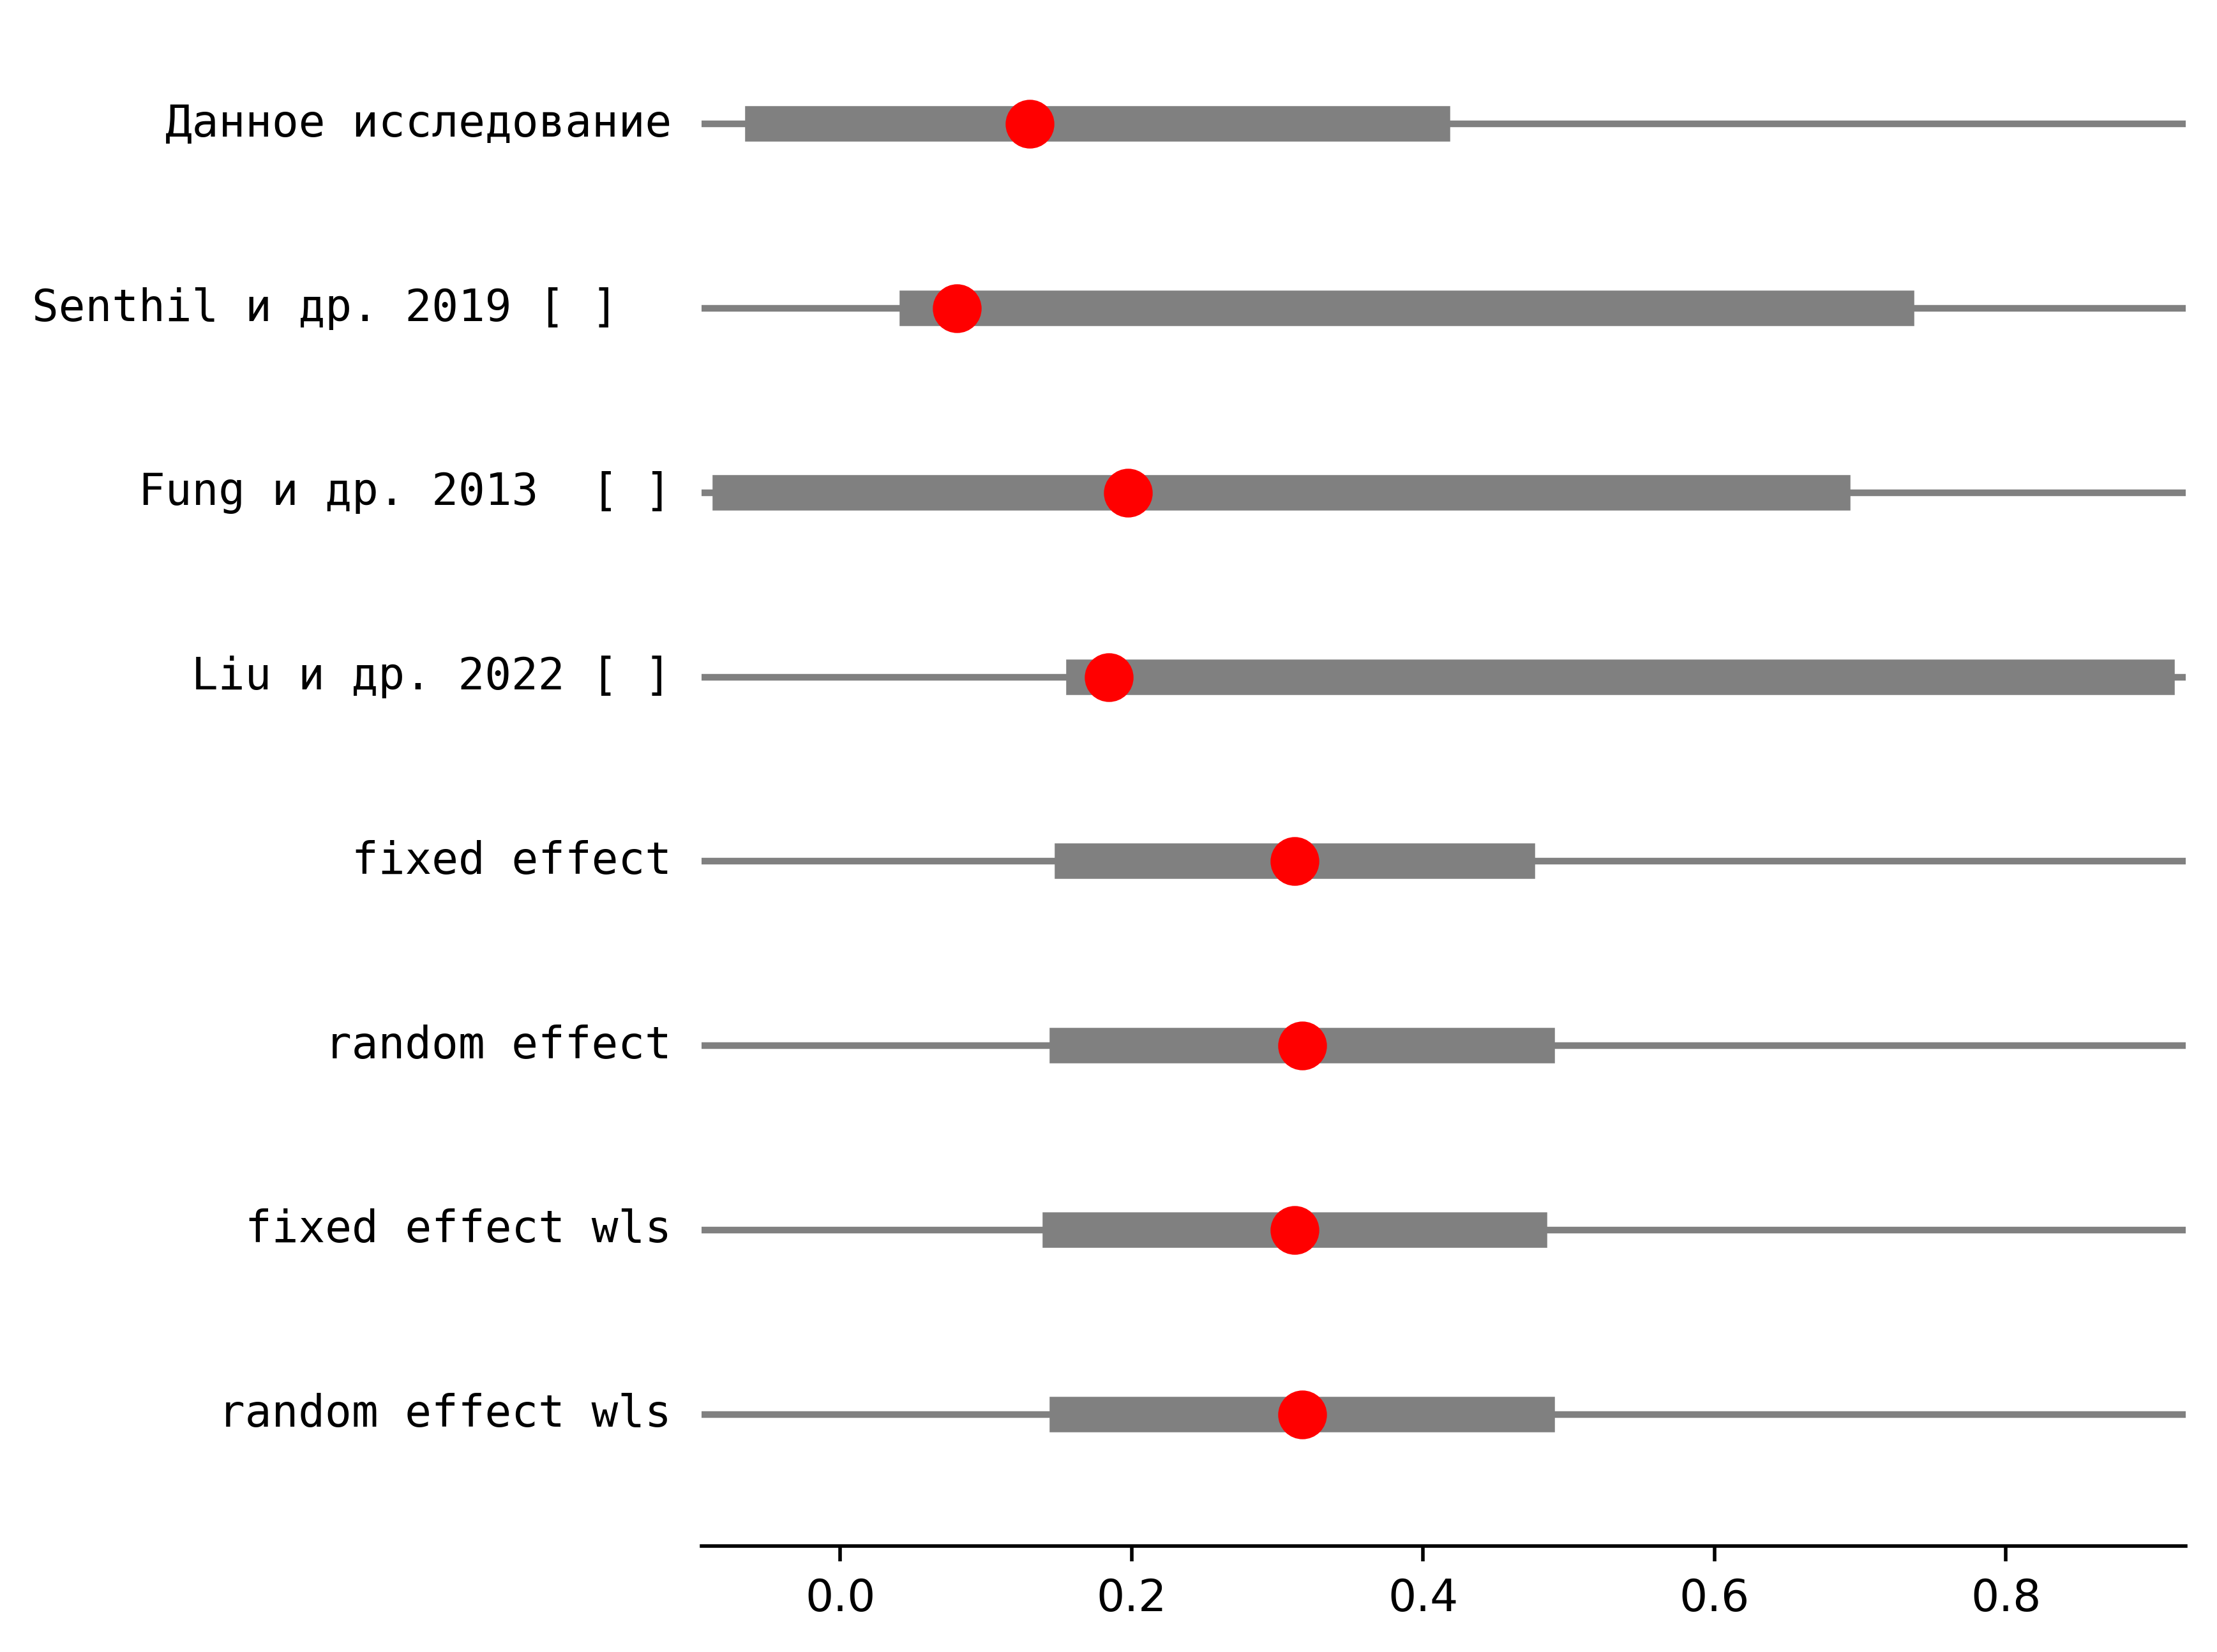 Данное исследование
Senthil и др. 2019 [ ]
Fung и др. 2013  [ ]
Liu и др. 2022 [ ]
fixed effect
random effect
fixed effect wls
random effect wls
0.0 0.2 0.4 0.6 0.8